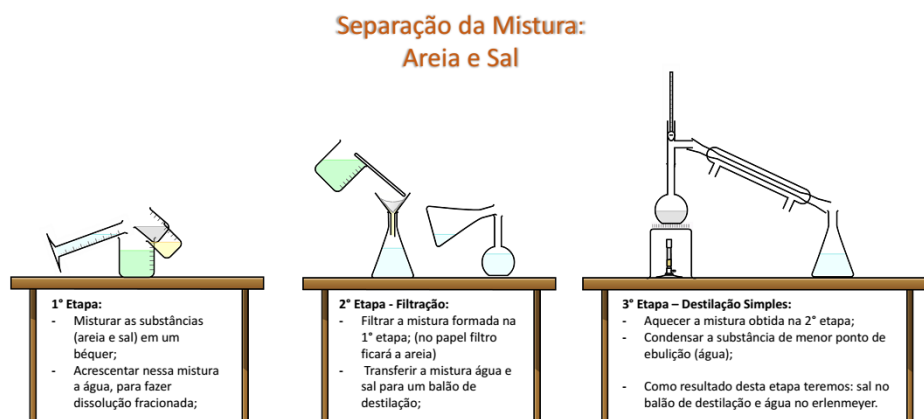 Separação da Mistura:
Areia e Sal
1° Etapa:
- Misturar as substâncias
(areia e sal) em um
béquer;
- Acrescentar nessa mistura
a água, para fazer
dissolução fracionada;
2° Etapa - Filtração:
- Filtrar a mistura formada na
1° etapa; (no papel filtro
ficará a areia)
- Transferir a mistura água e
sal para um balão de
destilação;
3° Etapa – Destilação Simples:
- Aquecer a mistura obtida na 2° etapa;
- Condensar a substância de menor ponto de
ebulição (água);
- Como resultado desta etapa teremos: sal no
balão de destilação e água no erlenmeyer.